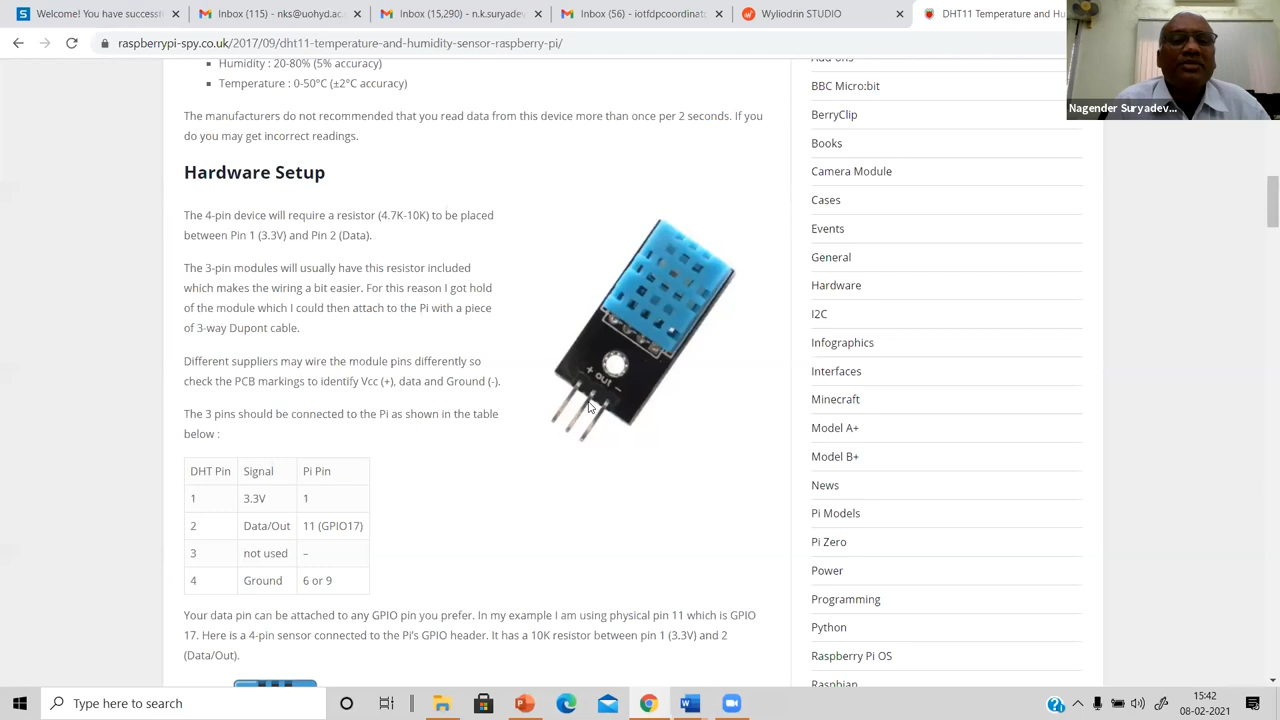 Welcome! You have success
Inbox (115) - nks@uohyd.ac.
Inbox (15,290) - nsuryadev
Inbox (56) - iotfdpcoordinat
Wyliodrin STUDIO
DHT11 Temperature and Hu
raspberrypi-spy.co.uk/2017/09/dht11-temperature-and-humidity-sensor-raspberry-pi/
Nagender Suryadev...
Humidity : 20-80% (5% accuracy)
Temperature : 0-50°C (±2°C accuracy)
The manufacturers do not recommended that you read data from this device more than once per 2 seconds. If you
do you may get incorrect readings.
Hardware Setup
The 4-pin device will require a resistor (4.7K-10K) to be placed
between Pin 1 (3.3V) and Pin 2 (Data).
The 3-pin modules will usually have this resistor included
which makes the wiring a bit easier. For this reason I got hold
of the module which I could then attach to the Pi with a piece
of 3-way Dupont cable.
Different suppliers may wire the module pins differently so
check the PCB markings to identify Vcc (+), data and Ground (-).
The 3 pins should be connected to the Pi as shown in the table
below :
+ out −
DHT Pin Signal Pi Pin
1 3.3V 1
2 Data/Out 11 (GPIO17)
3 not used –
4 Ground 6 or 9
Your data pin can be attached to any GPIO pin you prefer. In my example I am using physical pin 11 which is GPIO
17. Here is a 4-pin sensor connected to the Pi's GPIO header. It has a 10K resistor between pin 1 (3.3V) and 2
(Data/Out).
Add-ons
BBC Micro:bit
BerryClip
Books
Camera Module
Cases
Events
General
Hardware
I2C
Infographics
Interfaces
Minecraft
Model A+
Model B+
News
Pi Models
Pi Zero
Power
Programming
Python
Raspberry Pi OS
Raspbian
Type here to search
15:42
08-02-2021